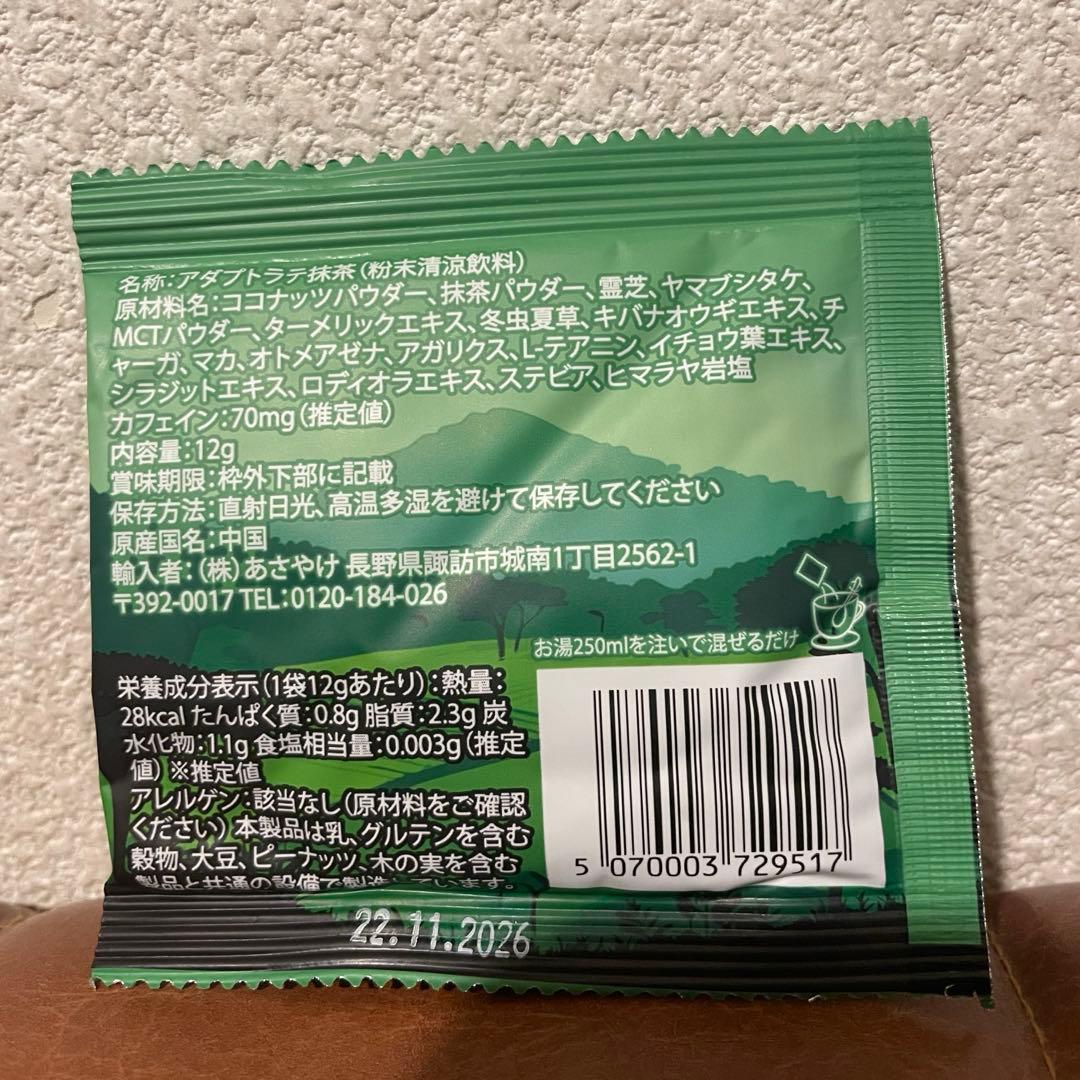 名称：アダプトラテ抹茶（粉末清涼飲料）
原材料名：ココナッツパウダー、抹茶パウダー、霊芝、ヤマブシタケ、
MCTパウダー、ターメリックエキス、冬虫夏草、キバナオウギエキス、チ
ャーガ、マカ、オトメアゼナ、アガリクス、L-テアニン、イチョウ葉エキス、
シラジットエキス、ロディオラエキス、ステビア、ヒマラヤ岩塩
カフェイン：70mg（推定値）
内容量：12g
賞味期限：枠外下部に記載
保存方法：直射日光、高温多湿を避けて保存してください
原産国名：中国
輸入者：（株）あさやけ 長野県諏訪市城南1丁目2562-1
〒392-0017 TEL：0120-184-026
お湯250mlを注いで混ぜるだけ
栄養成分表示（1袋12gあたり）：熱量：
28kcal たんぱく質：0.8g 脂質：2.3g 炭
水化物：1.1g 食塩相当量：0.003g（推定
値）※推定値
アレルゲン：該当なし（原材料をご確認
ください）本製品は乳、グルテンを含む
穀物、大豆、ピーナッツ、木の実を含む
製品と共通の設備で製造しています。
5 070003 729517
22.11.2026